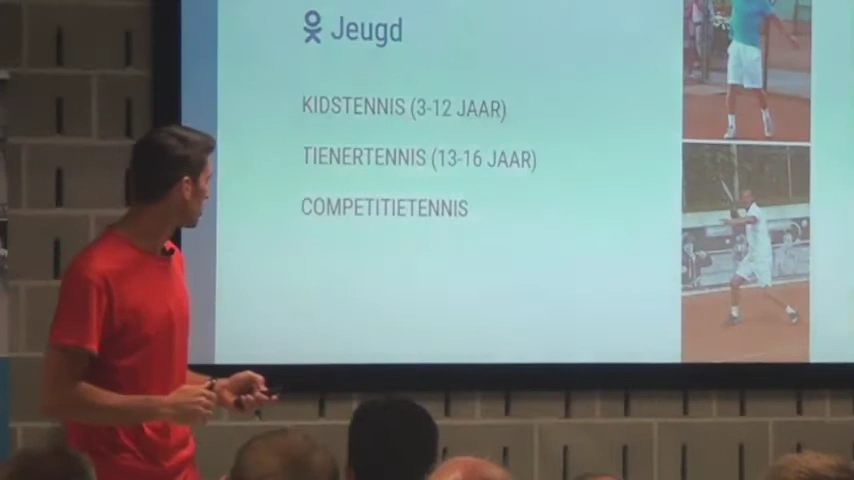 Jeugd
KIDSTENNIS (3-12 JAAR)
TIENERTENNIS (13-16 JAAR)
COMPETITIETENNIS